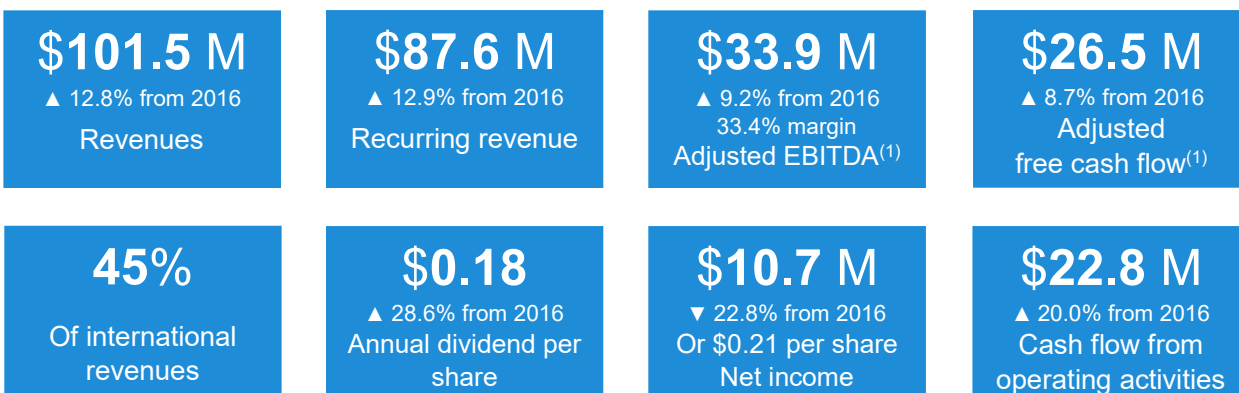 $101.5 M
▲ 12.8% from 2016
Revenues
$87.6 M
▲ 12.9% from 2016
Recurring revenue
$33.9 M
▲ 9.2% from 2016
33.4% margin
Adjusted EBITDA(1)
$26.5 M
▲ 8.7% from 2016
Adjusted
free cash flow(1)
45%
Of international
revenues
$0.18
▲ 28.6% from 2016
Annual dividend per
share
$10.7 M
▼ 22.8% from 2016
Or $0.21 per share
Net income
$22.8 M
▲ 20.0% from 2016
Cash flow from
operating activities